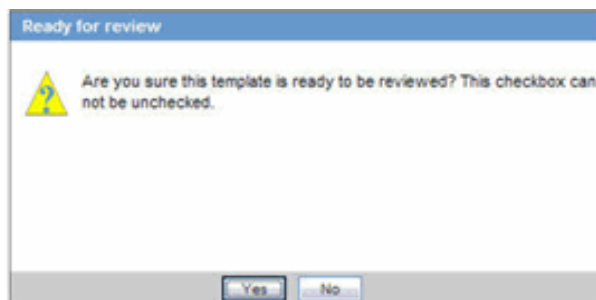 Ready for review
Are you sure this template is ready to be reviewed? This checkbox can
not be unchecked.
Yes No